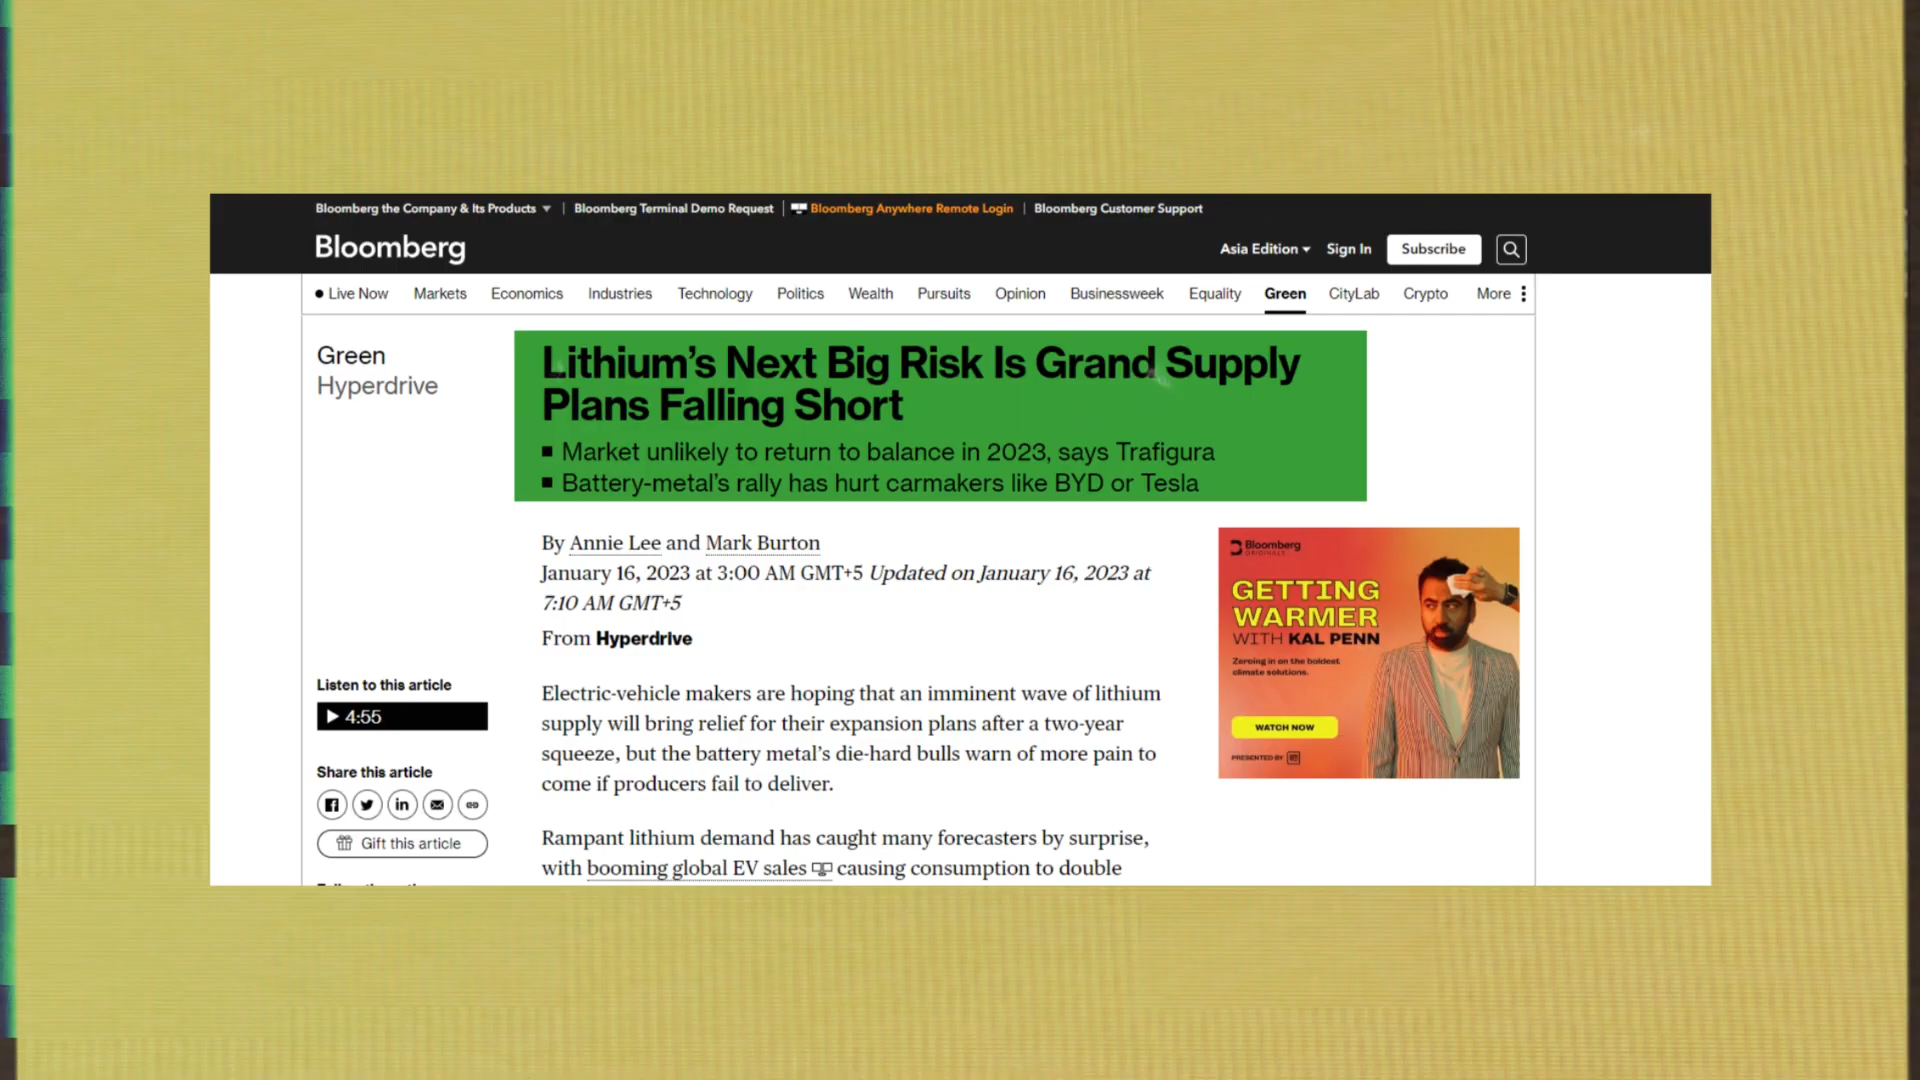 Bloomberg the Company & Its Products
Bloomberg Terminal Demo Request
Bloomberg Anywhere Remote Login
Bloomberg Customer Support
Bloomberg
Asia Edition
Sign In
Subscribe
Live Now
Markets
Economics
Industries
Technology
Politics
Wealth
Pursuits
Opinion
Businessweek
Equality
Green
CityLab
Crypto
More
Green
Hyperdrive
Lithium's Next Big Risk Is Grand Supply
Plans Falling Short
■ Market unlikely to return to balance in 2023, says Trafigura
■ Battery-metal's rally has hurt carmakers like BYD or Tesla
By Annie Lee and Mark Burton
January 16, 2023 at 3:00 AM GMT+5 Updated on January 16, 2023 at
7:10 AM GMT+5
From Hyperdrive
Listen to this article
4:55
Share this article
Gift this article
Electric-vehicle makers are hoping that an imminent wave of lithium
supply will bring relief for their expansion plans after a two-year
squeeze, but the battery metal's die-hard bulls warn of more pain to
come if producers fail to deliver.
Rampant lithium demand has caught many forecasters by surprise,
with booming global EV sales causing consumption to double
Bloomberg
ORIGINALS
GETTING
WARMER
WITH KAL PENN
Zeroing in on the boldest
climate solutions.
WATCH NOW
PRESENTED BY